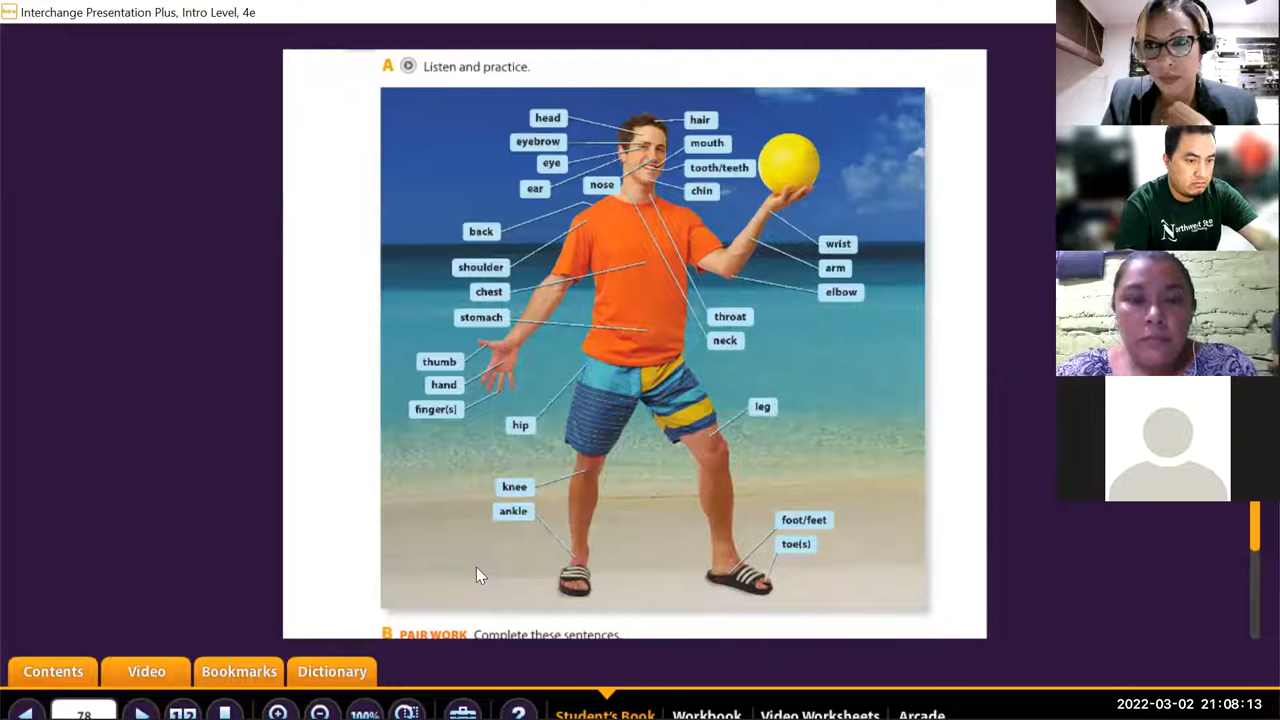 Intro
Interchange Presentation Plus, Intro Level, 4e
A Listen and practice.
head
hair
eyebrow
mouth
eye
tooth/teeth
ear
nose
chin
back
wrist
shoulder
arm
chest
elbow
stomach
throat
neck
thumb
hand
finger(s)
leg
hip
knee
ankle
foot/feet
toe(s)
B PAIR WORK Complete these sentences.
Northwest
Contents
Video
Bookmarks
Dictionary
78
100%
?
Student's Book
Workbook
Video Worksheets
Arcade
2022-03-02 21:08:13